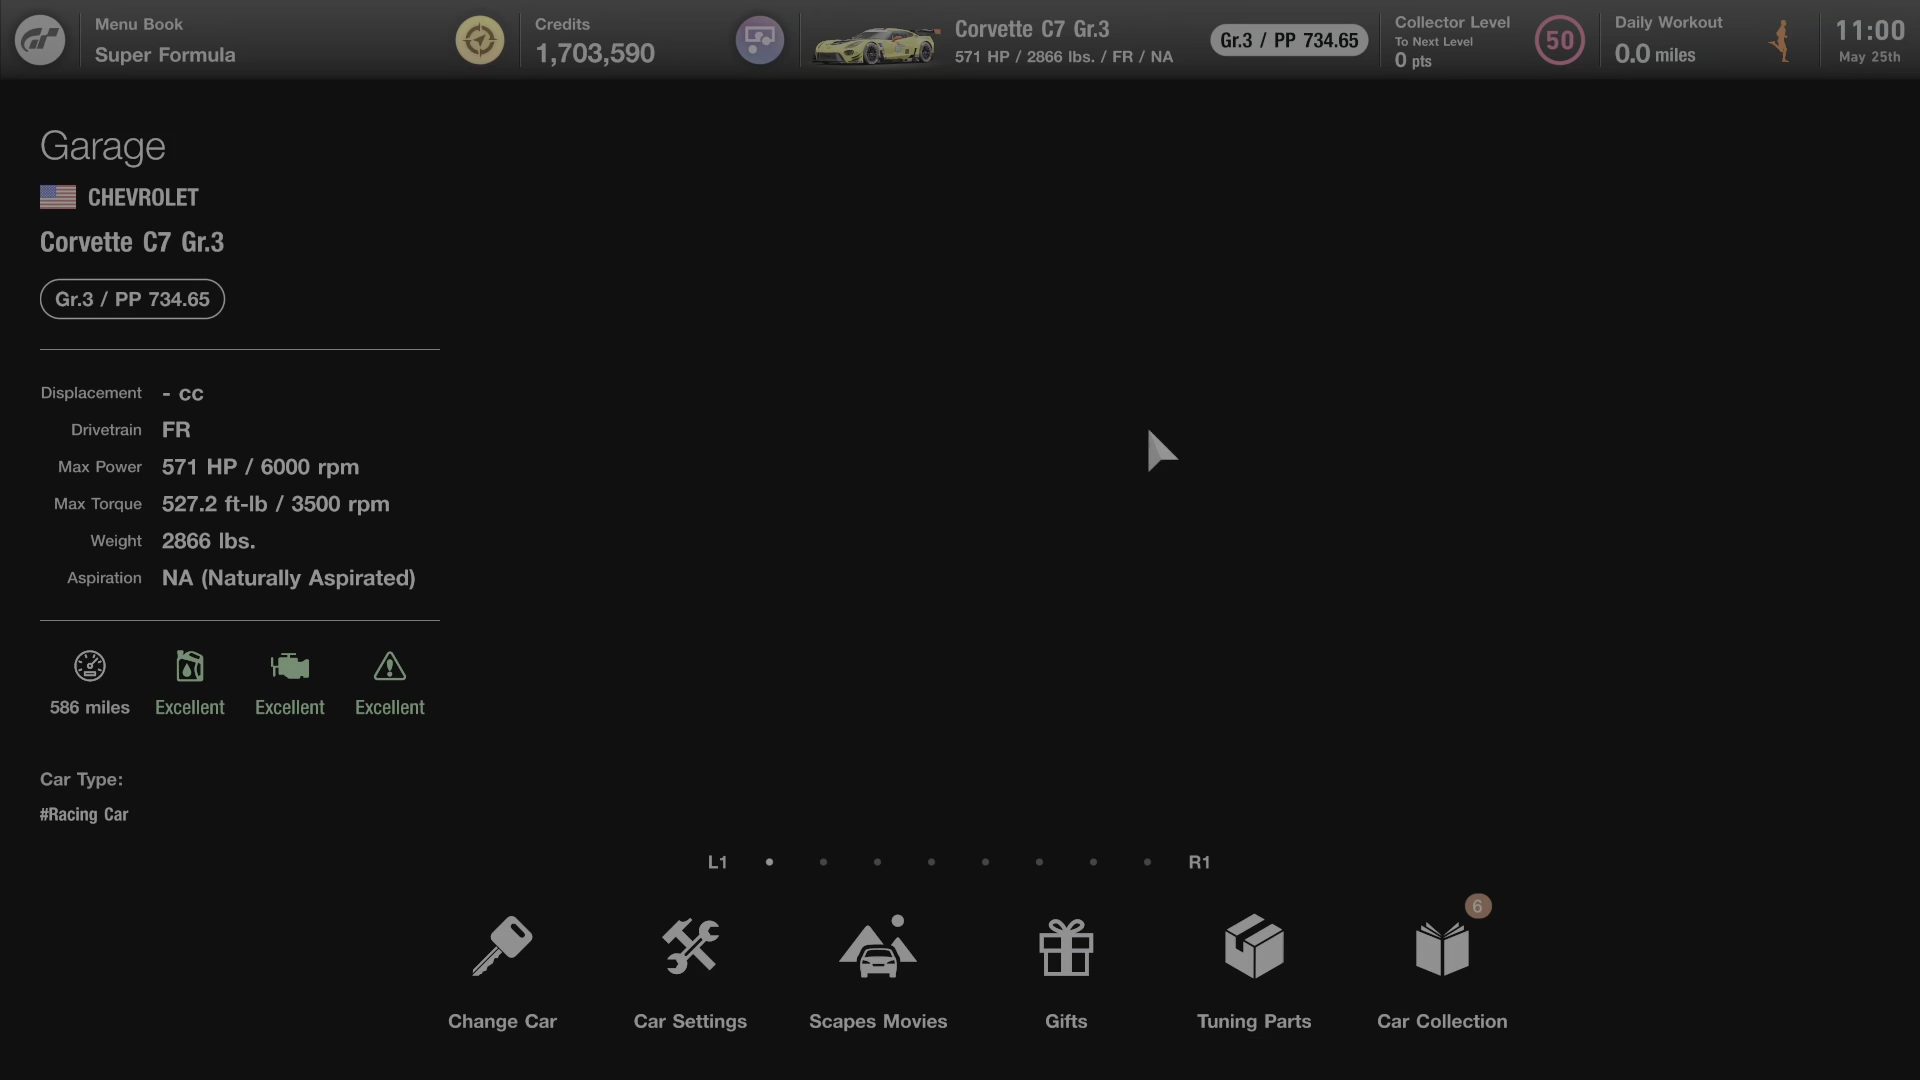 Menu Book
Super Formula
Credits
1,703,590
Corvette C7 Gr.3
571 HP / 2866 lbs. / FR / NA
Gr.3 / PP 734.65
Collector Level
To Next Level
0 pts
50
Daily Workout
0.0 miles
11:00
May 25th
Garage
CHEVROLET
Corvette C7 Gr.3
Gr.3 / PP 734.65
Displacement - cc
Drivetrain FR
Max Power 571 HP / 6000 rpm
Max Torque 527.2 ft-lb / 3500 rpm
Weight 2866 lbs.
Aspiration NA (Naturally Aspirated)
586 miles Excellent Excellent Excellent
Car Type:
#Racing Car
L1 R1
6
Change Car Car Settings Scapes Movies Gifts Tuning Parts Car Collection